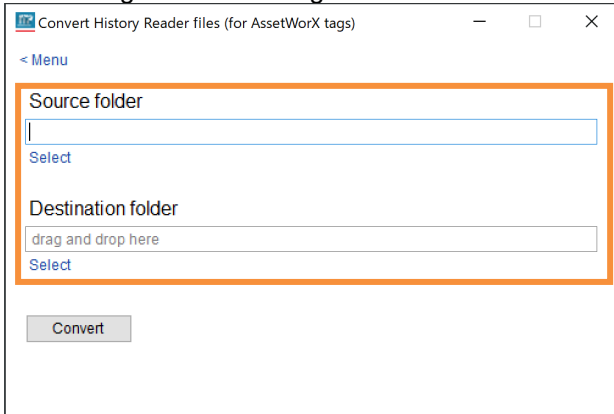 Convert History Reader files (for AssetWorX tags)
< Menu
Source folder
Select
Destination folder
drag and drop here
Select
Convert